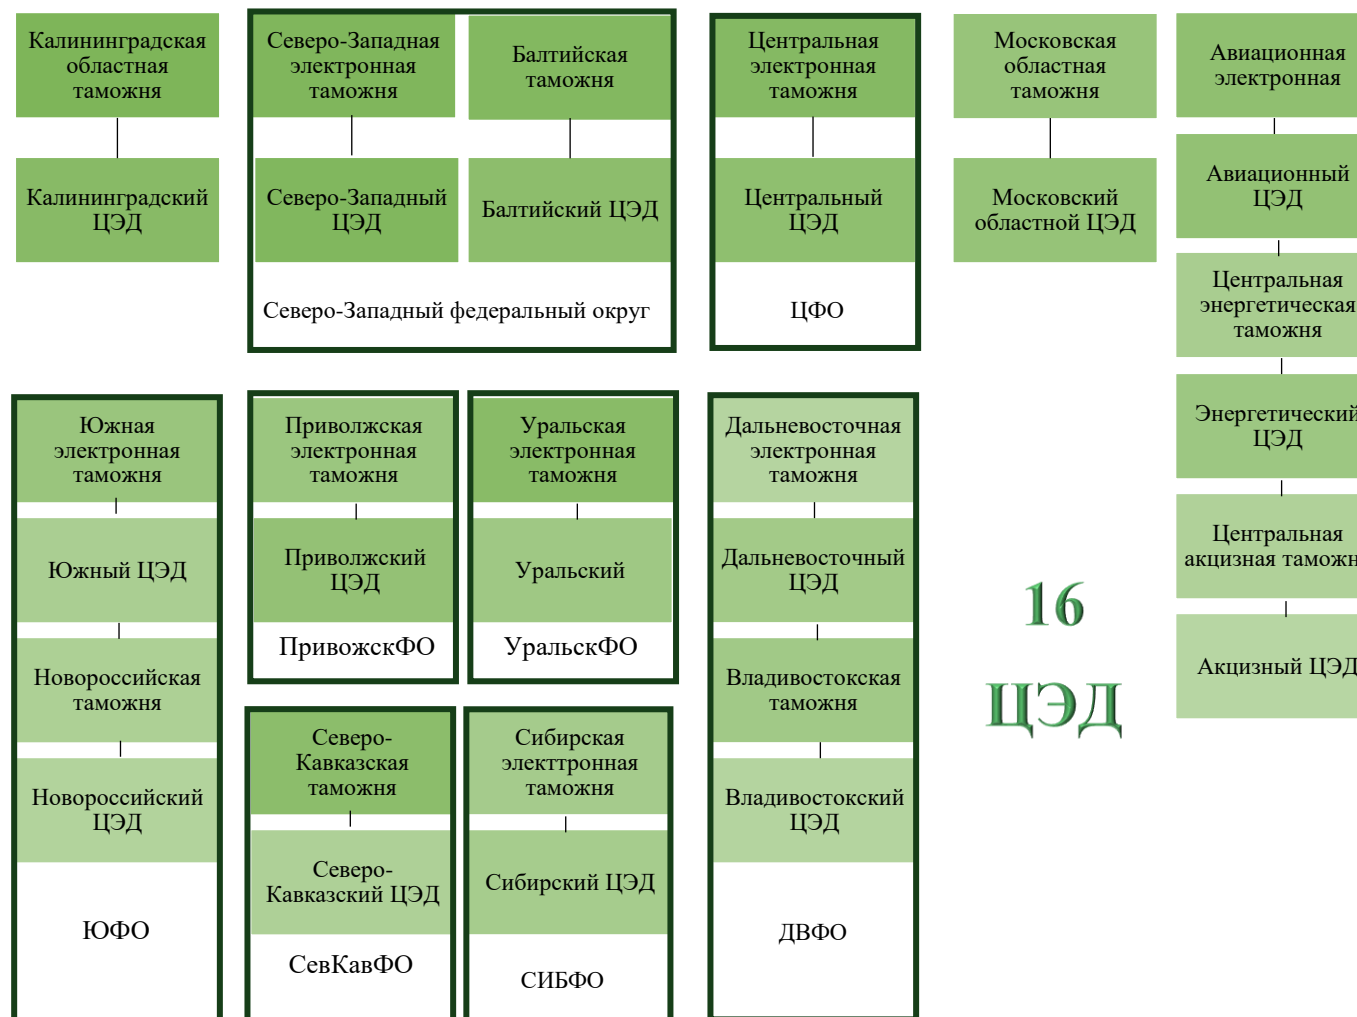 Калининградская
областная
таможня
Калининградский
ЦЭД
Северо-Западная
электронная
таможня
Северо-Западный
ЦЭД
Балтийская
таможня
Балтийский ЦЭД
Северо-Западный федеральный округ
Центральная
электронная
таможня
Центральный
ЦЭД
ЦФО
Московская
областная
таможня
Московский
областной ЦЭД
Авиационная
электронная
Авиационный
ЦЭД
Центральная
энергетическая
таможня
Энергетический
ЦЭД
Центральная
акцизная таможн
Акцизный ЦЭД
Южная
электронная
таможня
Южный ЦЭД
Новороссийская
таможня
Новороссийский
ЦЭД
ЮФО
Приволжская
электронная
таможня
Приволжский
ЦЭД
ПривожскФО
Уральская
электронная
таможня
Уральский
УральскФО
Северо-
Кавказская
таможня
Северо-
Кавказский ЦЭД
СевКавФО
Сибирская
электтронная
таможня
Сибирский ЦЭД
СИБФО
Дальневосточная
электронная
таможня
Дальневосточный
ЦЭД
Владивостокская
таможня
Владивостокский
ЦЭД
ДВФО
16
ЦЭД